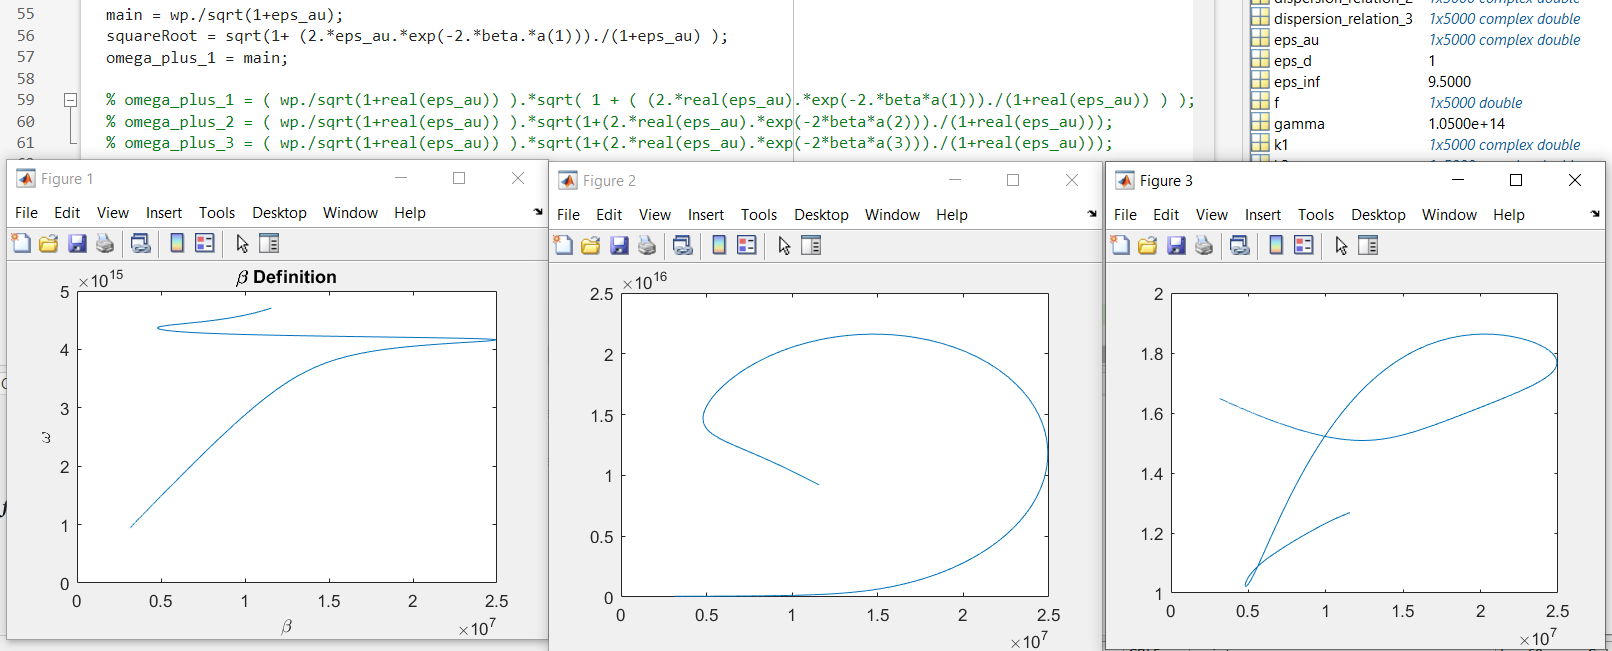 55 main = wp./sqrt(1+eps_au);
56 squareRoot = sqrt(1+ (2.*eps_au.*exp(-2.*beta.*a(1)))./(1+eps_au) );
57 omega_plus_1 = main;
58
59 % omega_plus_1 = ( wp./sqrt(1+real(eps_au)) ).*sqrt( 1 + ( (2.*real(eps_au).*exp(-2.*beta*a(1)))./(1+real(eps_au)) ) );
60 % omega_plus_2 = ( wp./sqrt(1+real(eps_au)) ).*sqrt(1+(2.*real(eps_au).*exp(-2*beta*a(2)))./(1+real(eps_au)));
61 % omega_plus_3 = ( wp./sqrt(1+real(eps_au)) ).*sqrt(1+(2.*real(eps_au).*exp(-2*beta*a(3)))./(1+real(eps_au)));
dispersion_relation_3 1x5000 complex double
eps_au 1x5000 complex double
eps_d 1
eps_inf 9.5000
f 1x5000 double
gamma 1.0500e+14
k1 1x5000 complex double
Figure 1
File Edit View Insert Tools Desktop Window Help
×10^15
β Definition
5
4
3
2
1
0
ω
0 0.5 1 1.5 2 2.5
β
×10^7
Figure 2
File Edit View Insert Tools Desktop Window Help
×10^16
2.5
2
1.5
1
0.5
0
0 0.5 1 1.5 2 2.5
×10^7
Figure 3
File Edit View Insert Tools Desktop Window Help
2
1.8
1.6
1.4
1.2
1
0 0.5 1 1.5 2 2.5
×10^7